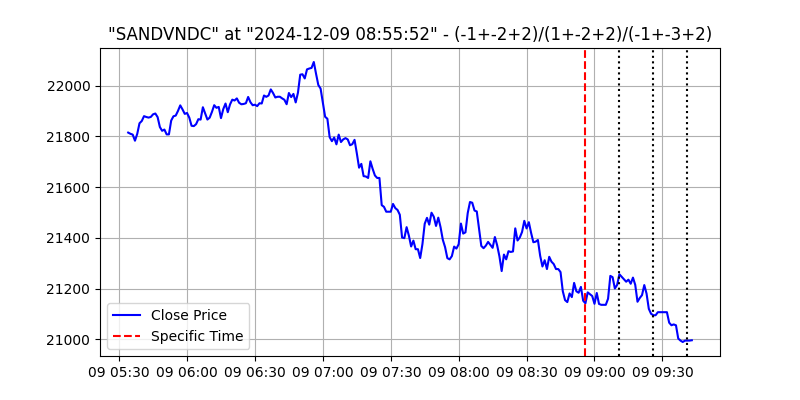 "SANDVNDC" at "2024-12-09 08:55:52" - (-1+-2+2)/(1+-2+2)/(-1+-3+2)
22000
21800
21600
21400
21200
21000
Close Price
Specific Time
09 05:30 09 06:00 09 06:30 09 07:00 09 07:30 09 08:00 09 08:30 09 09:00 09 09:30